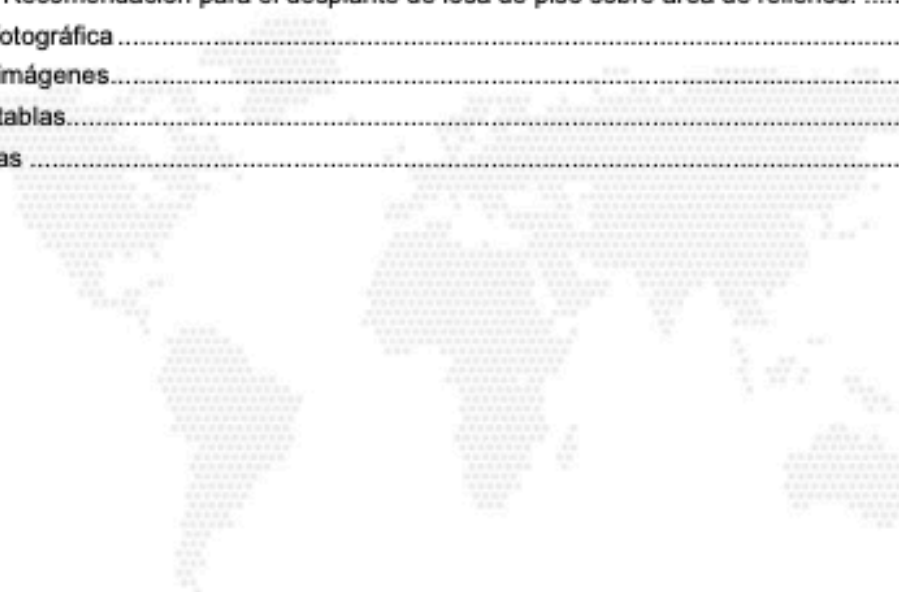 Recomendación para el desplante de losa de piso sobre área de rellenos. .....
otográfica ..........................................................................................................................
imágenes..........................................................................................................................
tablas................................................................................................................................
as ......................................................................................................................................